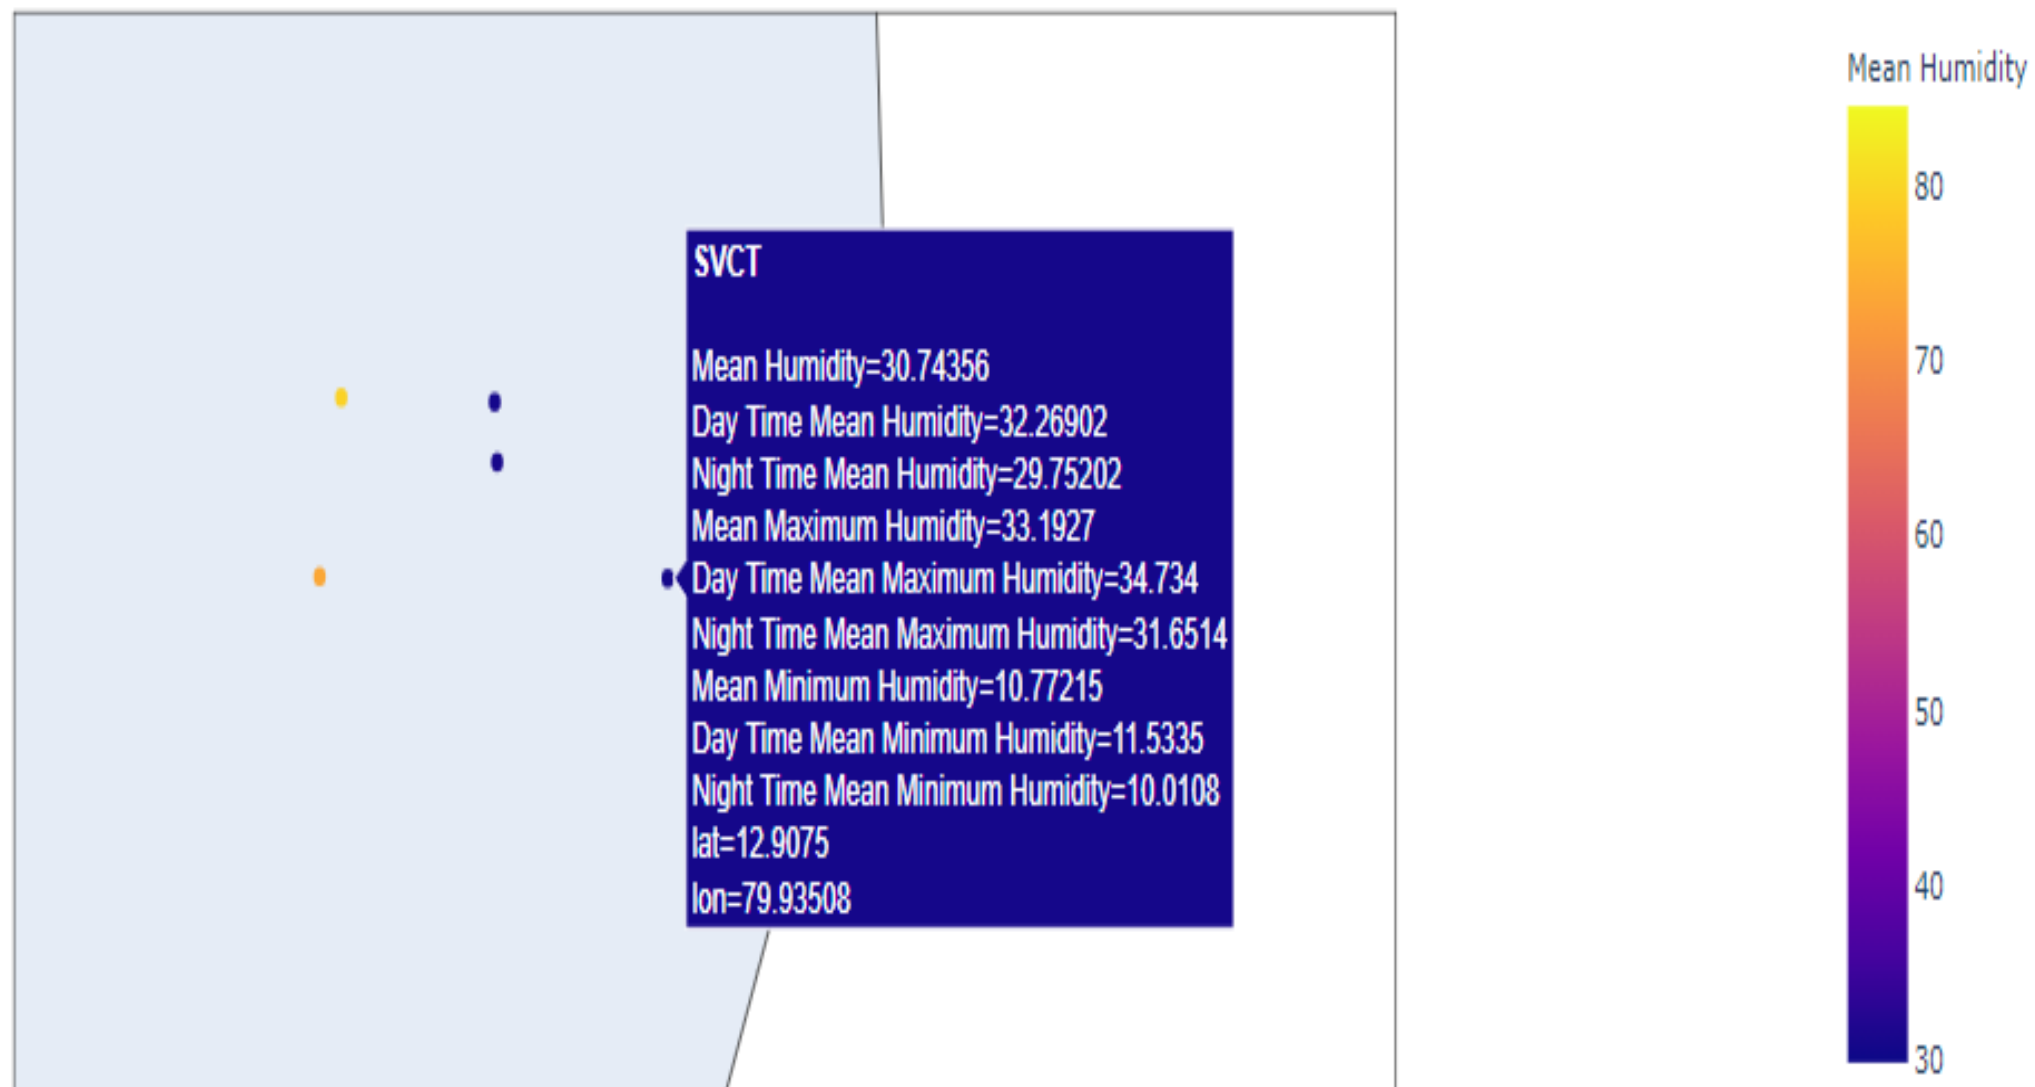 Mean Humidity
80
70
60
50
40
30
SVCT
Mean Humidity=30.74356
Day Time Mean Humidity=32.26902
Night Time Mean Humidity=29.75202
Mean Maximum Humidity=33.1927
Day Time Mean Maximum Humidity=34.734
Night Time Mean Maximum Humidity=31.6514
Mean Minimum Humidity=10.77215
Day Time Mean Minimum Humidity=11.5335
Night Time Mean Minimum Humidity=10.0108
lat=12.9075
lon=79.93508